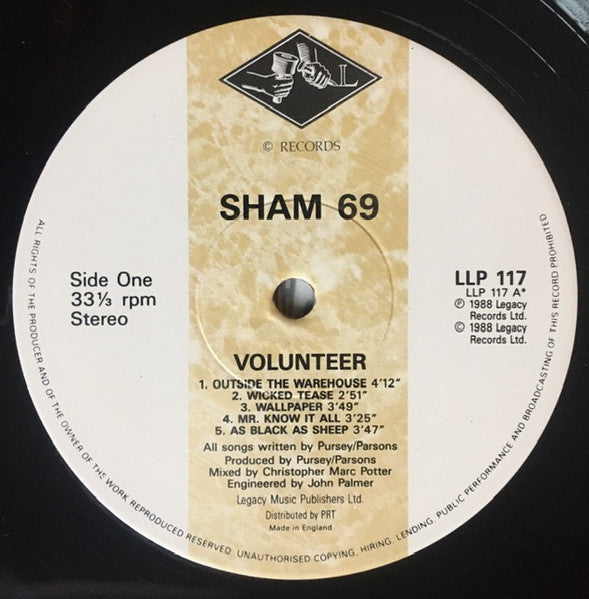 L
© RECORDS
SHAM 69
Side One
33⅓ rpm
Stereo
LLP 117
LLP 117 A*
℗ 1988 Legacy
Records Ltd.
© 1988 Legacy
Records Ltd.
VOLUNTEER
1. OUTSIDE THE WAREHOUSE 4'12"
2. WICKED TEASE 2'51"
3. WALLPAPER 3'49"
4. MR. KNOW IT ALL 3'25"
5. AS BLACK AS SHEEP 3'47"
All songs written by Pursey/Parsons
Produced by Pursey/Parsons
Mixed by Christopher Marc Potter
Engineered by John Palmer
Legacy Music Publishers Ltd.
Distributed by PRT
Made in England
ALL RIGHTS OF THE PRODUCER AND OF THE OWNER OF THE WORK REPRODUCED RESERVED. UNAUTHORISED COPYING, HIRING, LENDING, PUBLIC PERFORMANCE AND BROADCASTING OF THIS RECORD PROHIBITED